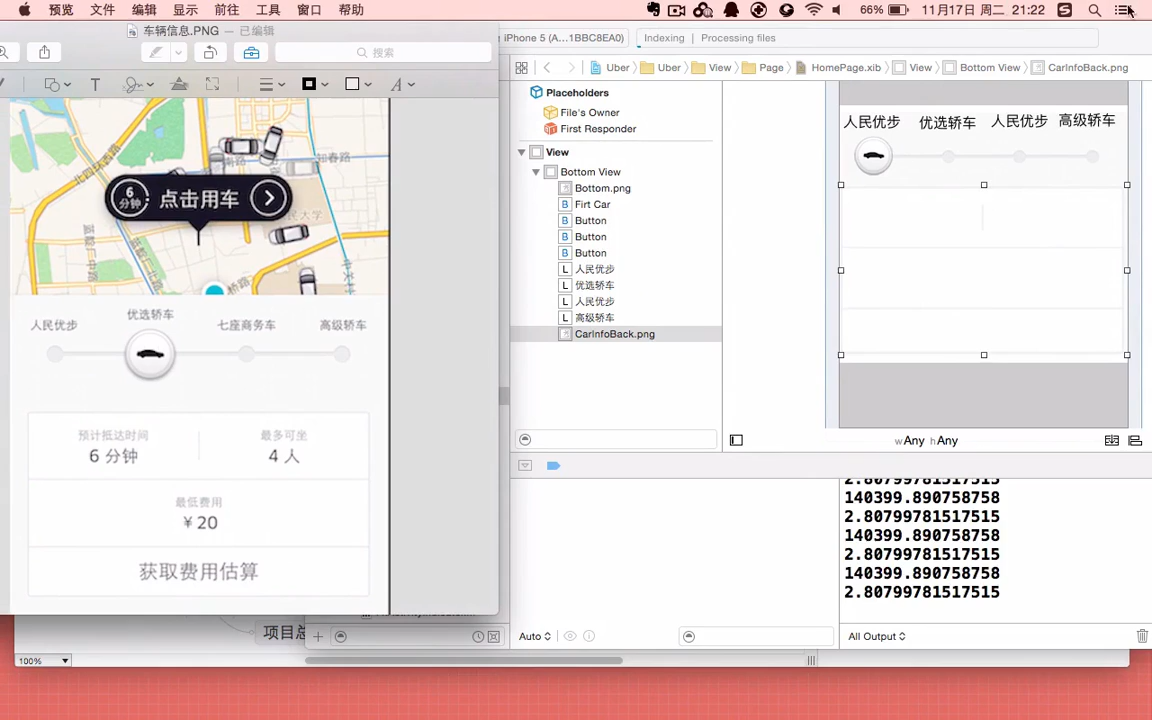 预览 文件 编辑 显示 前往 工具 窗口 帮助
66% 11月17日 周二 21:22
车辆信息.PNG — 已编辑
搜索
知春路
6
分钟
点击用车
人民优步 优选轿车 七座商务车 高级轿车
预计抵达时间 最多可坐
6 分钟 4 人
最低费用
¥20
获取费用估算
100%
iPhone 5 (A...1BBC8EA0)
Indexing | Processing files
Uber Uber View Page HomePage.xib View Bottom View CarInfoBack.png
Placeholders
File's Owner
First Responder
View
Bottom View
Bottom.png
B Firt Car
B Button
B Button
B Button
L 人民优步
L 优选轿车
L 人民优步
L 高级轿车
CarInfoBack.png
人民优步 优选轿车 人民优步 高级轿车
wAny hAny
2.80799781517515
140399.890758758
2.80799781517515
140399.890758758
2.80799781517515
140399.890758758
2.80799781517515
Auto
All Output